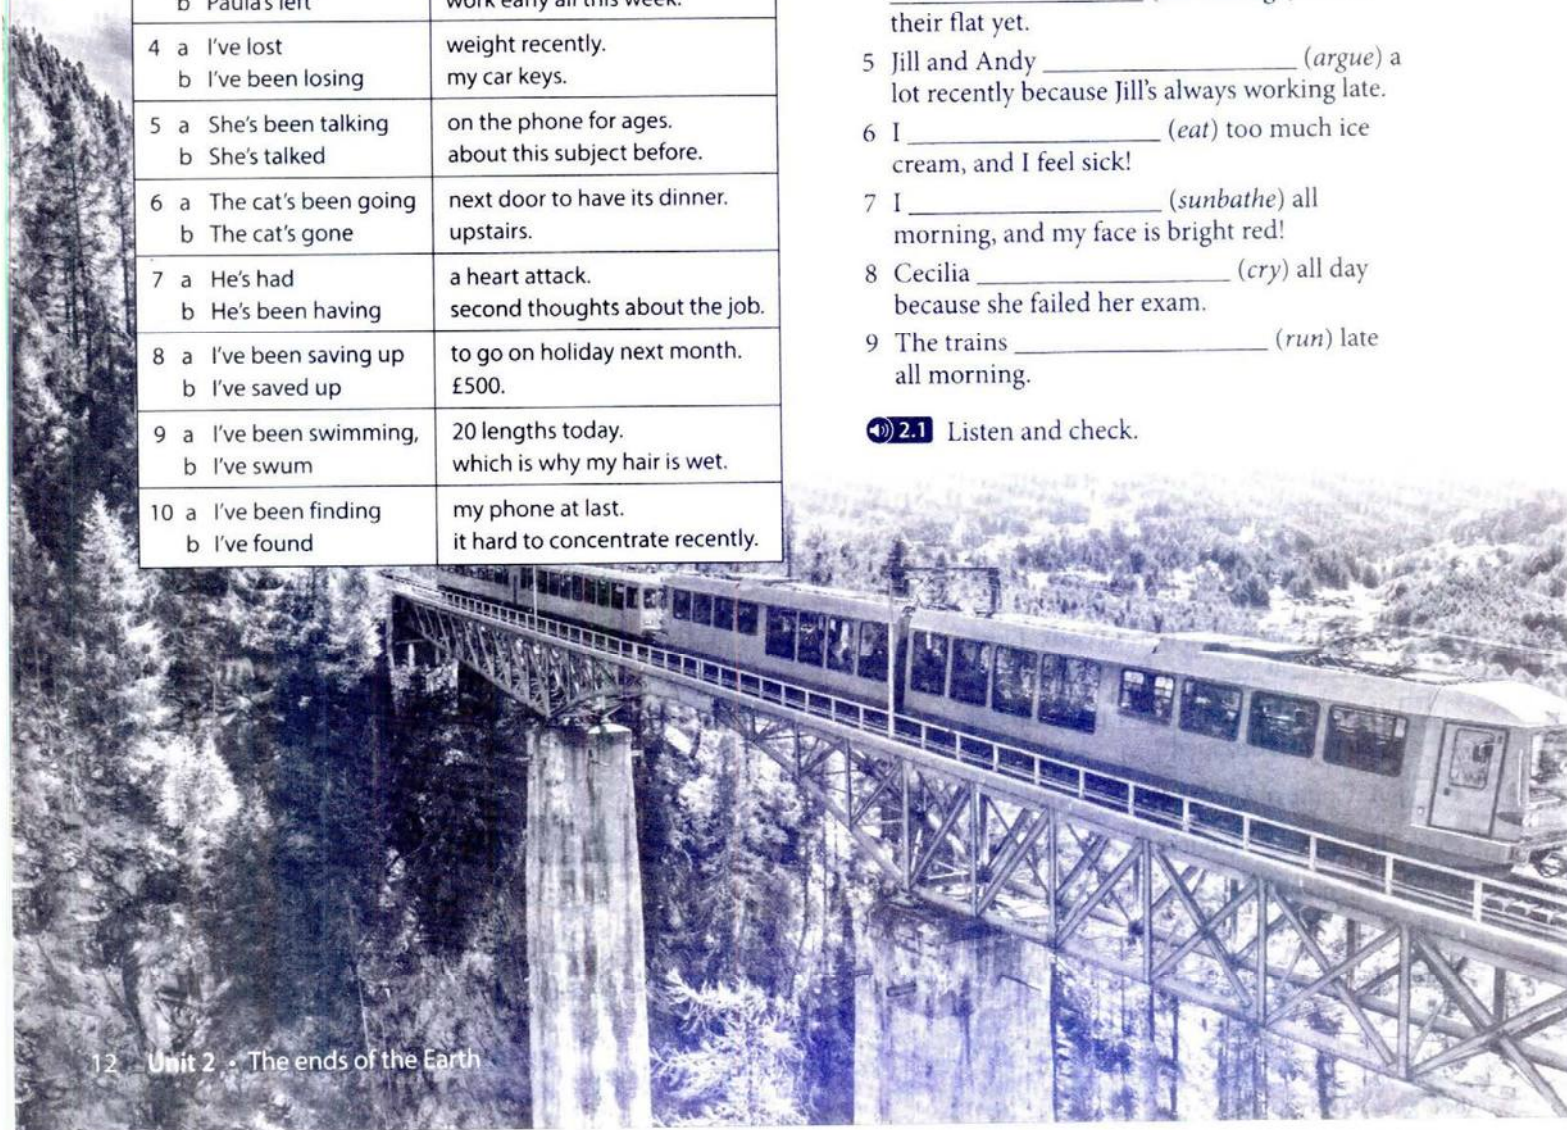 b Paula's left
work early all this week.
4 a I've lost
b I've been losing
weight recently.
my car keys.
5 a She's been talking
b She's talked
on the phone for ages.
about this subject before.
6 a The cat's been going
b The cat's gone
next door to have its dinner.
upstairs.
7 a He's had
b He's been having
a heart attack.
second thoughts about the job.
8 a I've been saving up
b I've saved up
to go on holiday next month.
£500.
9 a I've been swimming,
b I've swum
20 lengths today.
which is why my hair is wet.
10 a I've been finding
b I've found
my phone at last.
it hard to concentrate recently.
their flat yet.
5 Jill and Andy ____________________ (argue) a
lot recently because Jill's always working late.
6 I ____________________ (eat) too much ice
cream, and I feel sick!
7 I ____________________ (sunbathe) all
morning, and my face is bright red!
8 Cecilia ____________________ (cry) all day
because she failed her exam.
9 The trains ____________________ (run) late
all morning.
2.1 Listen and check.
12 Unit 2 • The ends of the Earth